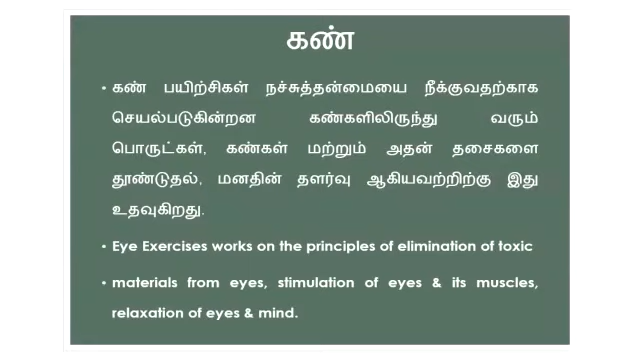 கண்
• கண் பயிற்சிகள் நச்சுத்தன்மையை நீக்குவதற்காக
செயல்படுகின்றன கண்களிலிருந்து வரும்
பொருட்கள், கண்கள் மற்றும் அதன் தசைகளை
தூண்டுதல், மனதின் தளர்வு ஆகியவற்றிற்கு இது
உதவுகிறது.
• Eye Exercises works on the principles of elimination of toxic
• materials from eyes, stimulation of eyes & its muscles,
relaxation of eyes & mind.